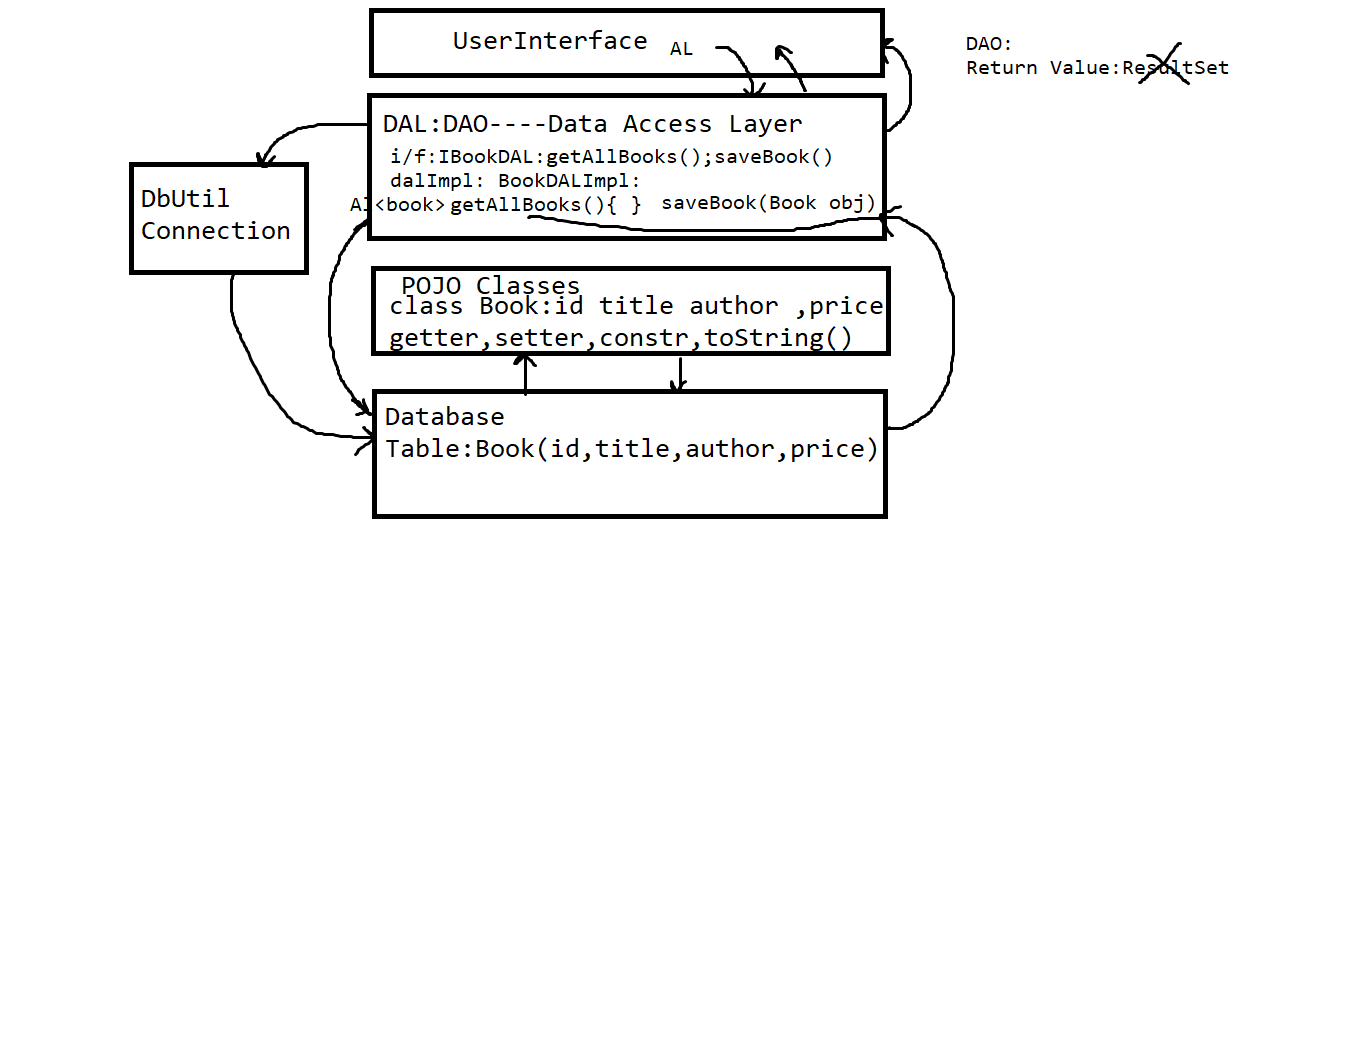 UserInterface AL
DAO:
Return Value:ResultSet
DAL:DAO----Data Access Layer
i/f:IBookDAL:getAllBooks();saveBook()
dalImpl: BookDALImpl:
Al<book> getAllBooks(){ } saveBook(Book obj)
DbUtil
Connection
POJO Classes
class Book:id title author ,price
getter,setter,constr,toString()
Database
Table:Book(id,title,author,price)